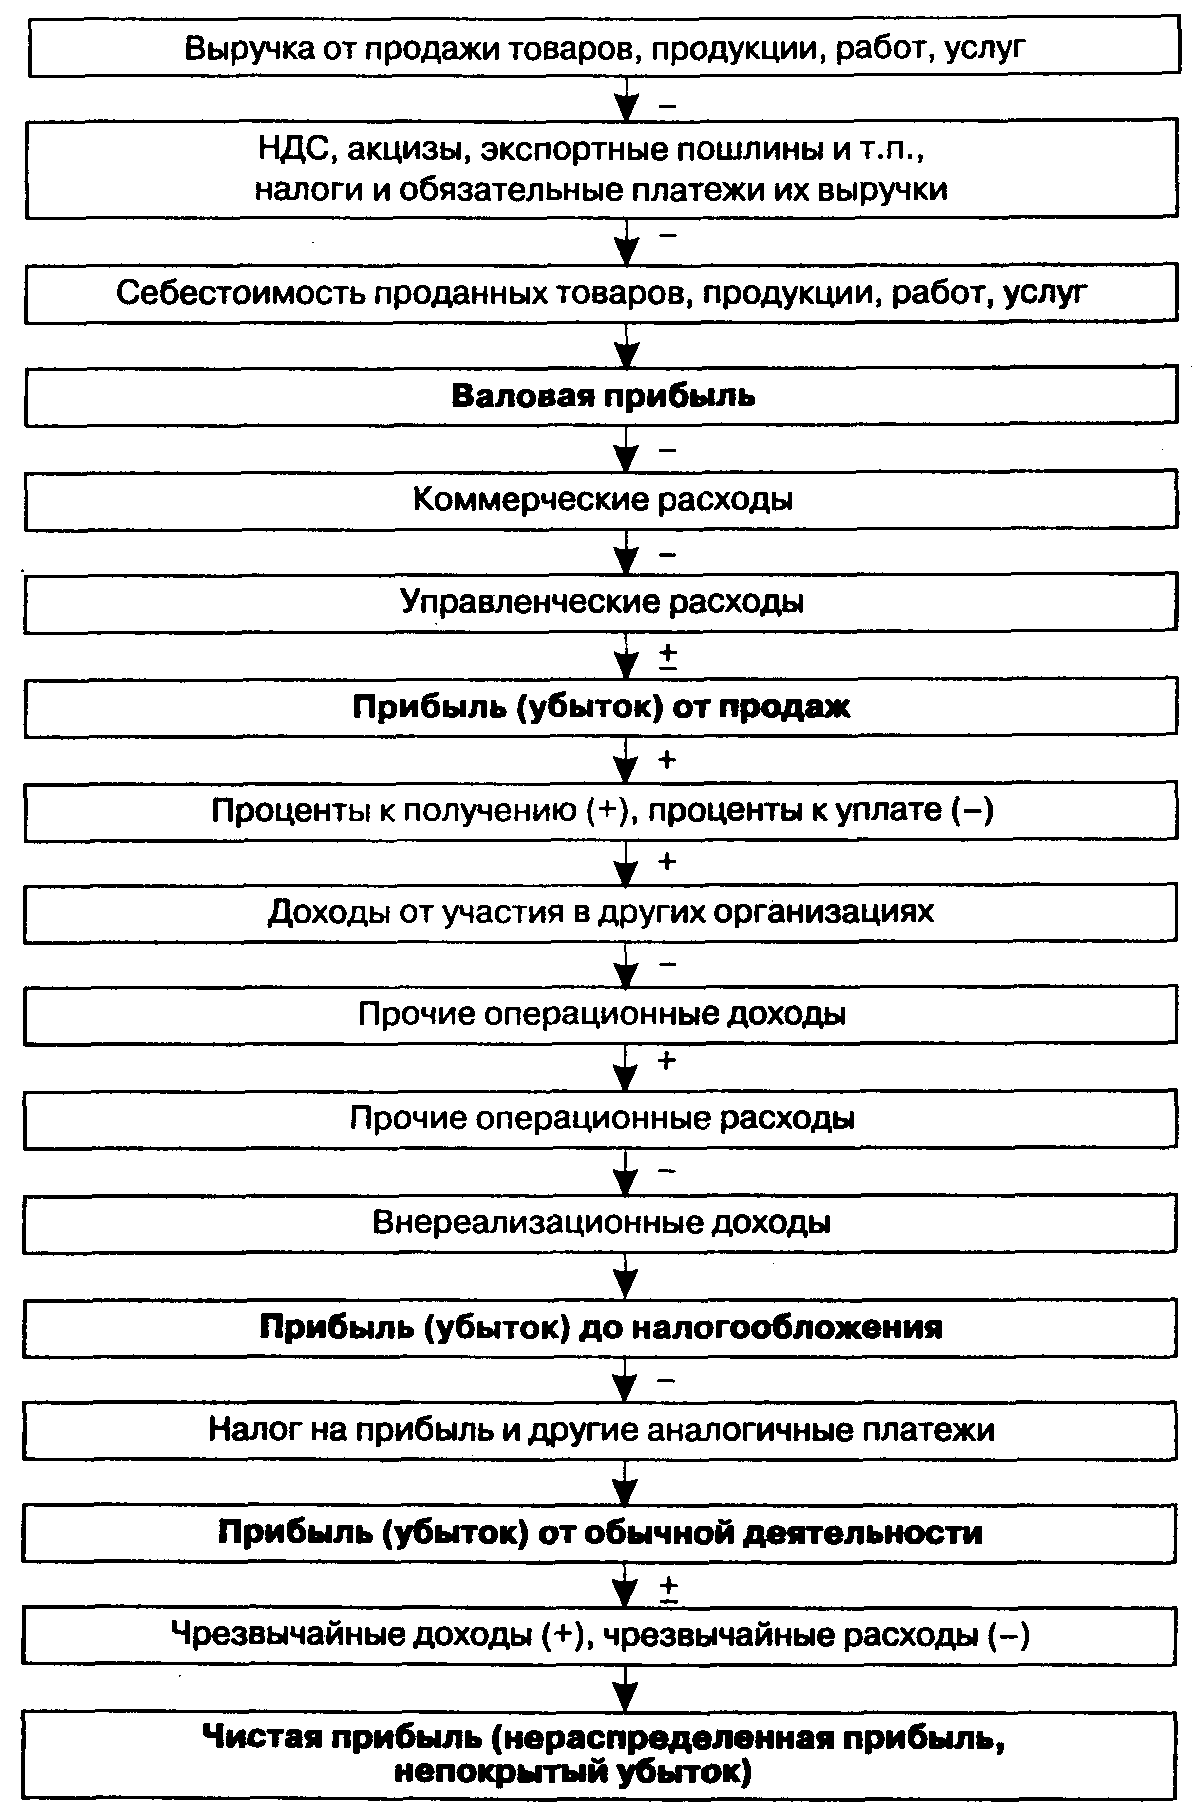 Выручка от продажи товаров, продукции, работ, услуг
–
НДС, акцизы, экспортные пошлины и т.п.,
налоги и обязательные платежи их выручки
–
Себестоимость проданных товаров, продукции, работ, услуг
Валовая прибыль
–
Коммерческие расходы
–
Управленческие расходы
±
Прибыль (убыток) от продаж
+
Проценты к получению (+), проценты к уплате (–)
+
Доходы от участия в других организациях
–
Прочие операционные доходы
+
Прочие операционные расходы
–
Внереализационные доходы
Прибыль (убыток) до налогообложения
–
Налог на прибыль и другие аналогичные платежи
Прибыль (убыток) от обычной деятельности
±
Чрезвычайные доходы (+), чрезвычайные расходы (–)
Чистая прибыль (нераспределенная прибыль,
непокрытый убыток)